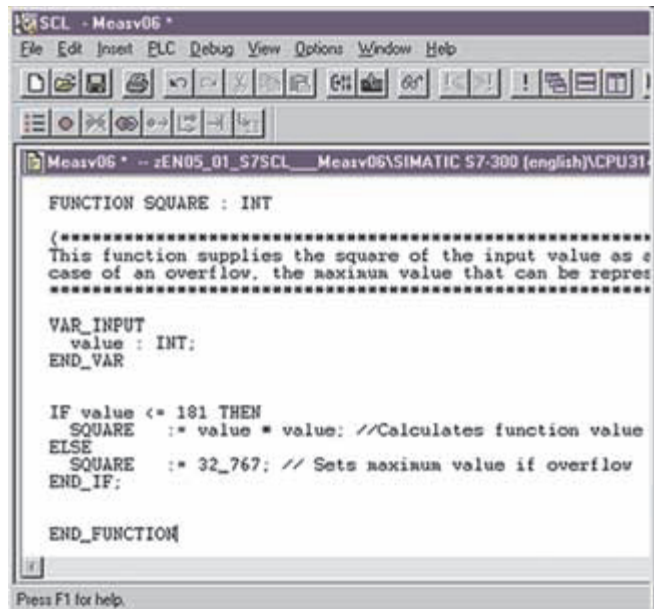 SCL - Measv06 *
File Edit Insert PLC Debug View Options Window Help
Measv06 * -- zEN05_01_S7SCL___Measv06\SIMATIC S7-300 (english)\CPU31
FUNCTION SQUARE : INT
(*****************************************************
This function supplies the square of the input value as a
case of an overflow, the maximum value that can be repres
******************************************************
VAR_INPUT
value : INT;
END_VAR
IF value <= 181 THEN
SQUARE := value * value; //Calculates function value
ELSE
SQUARE := 32_767; // Sets maximum value if overflow
END_IF;
END_FUNCTION
Press F1 for help.